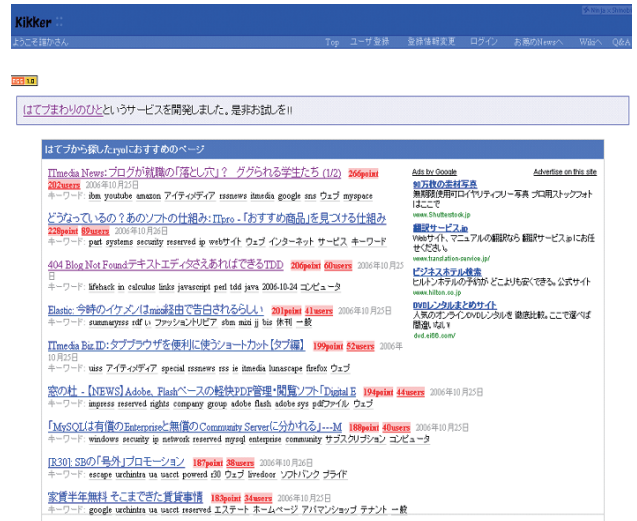 Kikker ::
ようこそ誰かさん Top ユーザ登録 登録情報変更 ログイン お薦めNewsへ Wikiへ Q&A
RSS 1.0
はてブまわりのひとというサービスを開発しました。是非お試しを!!
はてブから探したryulにおすすめのページ
ITmedia News: ブログが就職の「落とし穴」? ググられる学生たち (1/2) 266point
202users 2006年10月25日
キーワード: ibm youtube amazon アイティメディア rssnews itmedia google sns ウェブ myspace
どうなっているの?あのソフトの仕組み: ITpro - 「おすすめ商品」を見つける仕組み
228point 89users 2006年10月26日
キーワード: part systems security reserved ip webサイト ウェブ インターネット サービス キーワード
404 Blog Not Foundテキストエディタさえあればできる TDD 206point 60users 2006年10月25
日
キーワード: lifehack in calculus links javascript perl tdd java 2006-10-24 コンピュータ
Elastic: 今時のイケメンはmixi経由で告白されるらしい 201point 41users 2006年10月25日
キーワード: summaryrss rdf い ファッショントリビア sbm mixi jj bis 休刊 一般
ITmedia Biz.ID: タブブラウザを便利に使うショートカット【タブ編】 199point 52users 2006年
10月25日
キーワード: uiss アイティメディア special rssnews rss ie itmedia lunascape firefox ウェブ
窓の杜 - 【NEWS】Adobe、Flashベースの軽快PDF管理・閲覧ソフト「Digital E 194point 44users 2006年10月25日
キーワード: impress reserved rights company group adobe flash adobe sys pdfファイル ウェブ
「MySQLは有償のEnterpriseと無償のCommunity Serverに分かれる」---M 188point 40users 2006年10月25日
キーワード: windows security ip network reserved mysql enterprise community サブスクリプション コンピュータ
[R30]: SBの「号外」プロモーション 187point 38users 2006年10月26日
キーワード: escape urchintra ua uacct powerd r30 ウェブ livedoor ソフトバンク プライド
家賃半年無料 そこまできた賃貸事情 183point 34users 2006年10月25日
キーワード: google urchintra ua uacct reserved エステート ホームページ アパマンショップ テナント 一般
Ads by Google Advertise on this site
90万枚の素材写真
無期限使用可ロイヤリティフリー写真 プロ用ストックフォト
はここで
www.Shutterstock.jp
翻訳サービス.jp
Webサイト、マニュアルの翻訳なら 翻訳サービス.jp にお任
せください。
www.translation-service.jp/
ビジネスホテル検索
ヒルトンホテルの予約が どこよりも安くできる。公式サイト
www.hilton.co.jp
DVDレンタルまとめサイト
人気のオンラインDVDレンタルを 徹底比較。ここで選べば
間違いない¥
dvd.ei88.com/